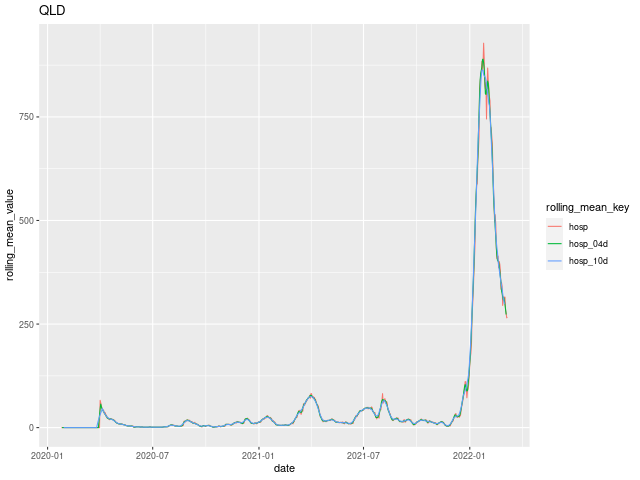 QLD
rolling_mean_value
750
500
250
0
2020-01
2020-07
2021-01
2021-07
2022-01
date
rolling_mean_key
hosp
hosp_04d
hosp_10d